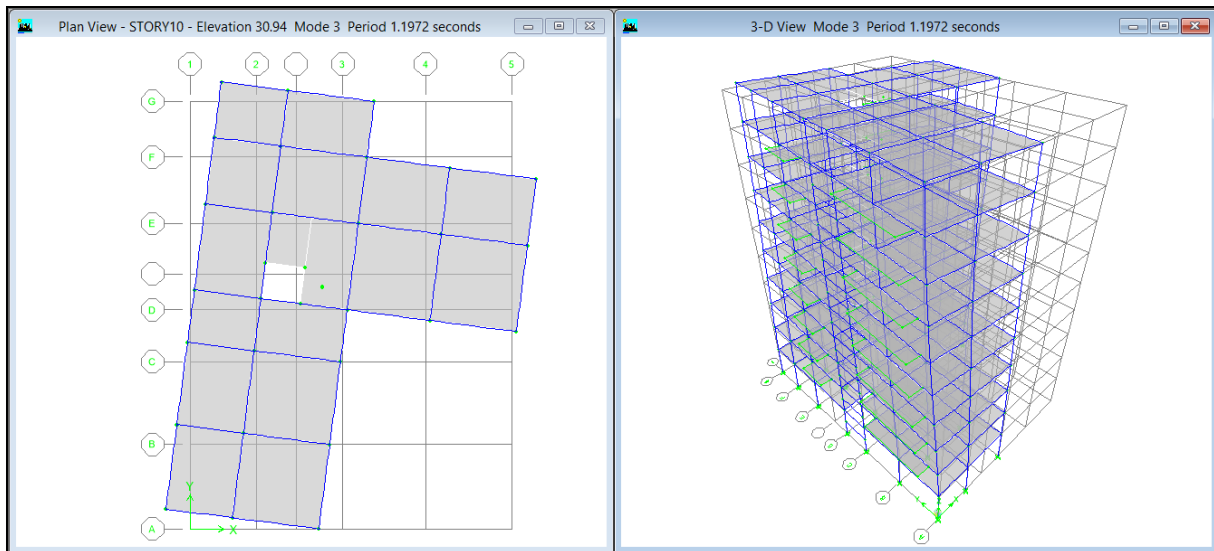 Plan View - STORY10 - Elevation 30.94 Mode 3 Period 1.1972 seconds
1 2 3 4 5
G
F
E
D
C
B
A
Y
X
3-D View Mode 3 Period 1.1972 seconds